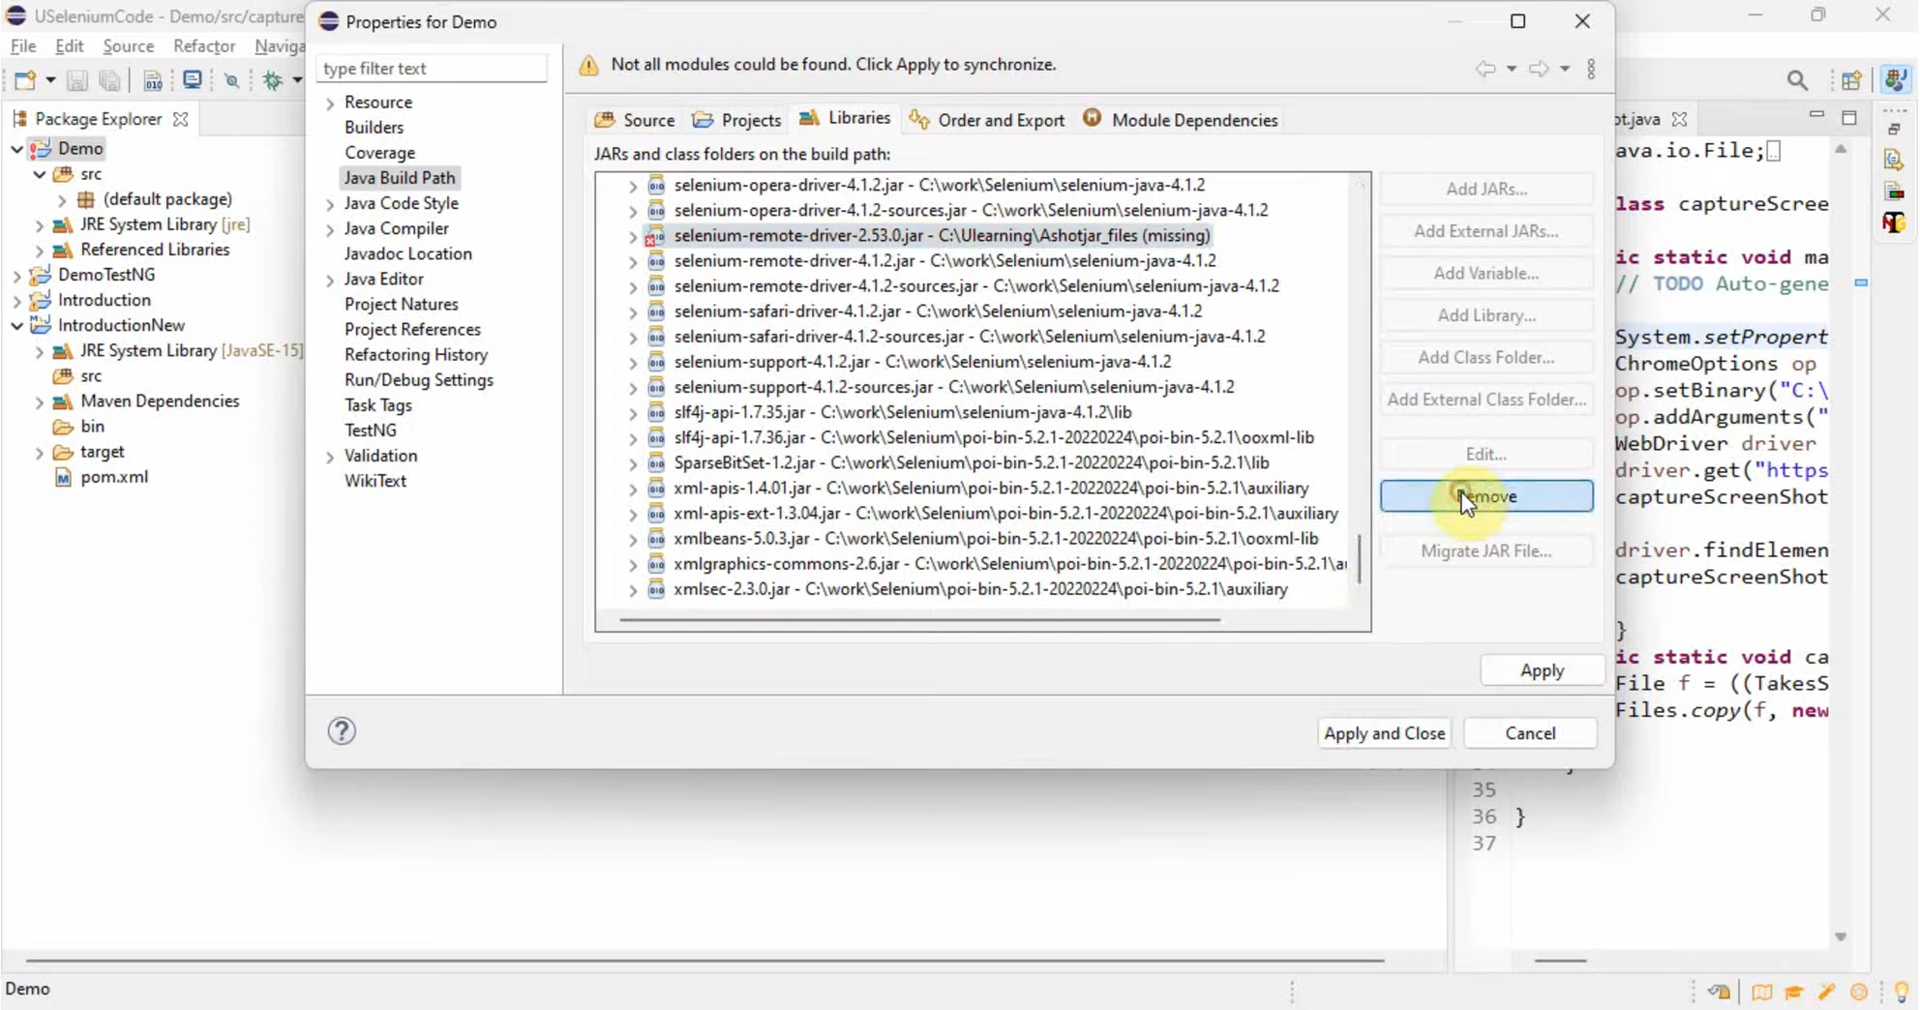 USeleniumCode - Demo/src/capture
File Edit Source Refactor Naviga
Package Explorer
Demo
src
(default package)
JRE System Library [jre]
Referenced Libraries
DemoTestNG
Introduction
IntroductionNew
JRE System Library [JavaSE-15]
src
Maven Dependencies
bin
target
pom.xml
Properties for Demo
type filter text
Resource
Builders
Coverage
Java Build Path
Java Code Style
Java Compiler
Javadoc Location
Java Editor
Project Natures
Project References
Refactoring History
Run/Debug Settings
Task Tags
TestNG
Validation
WikiText
Not all modules could be found. Click Apply to synchronize.
Source Projects Libraries Order and Export Module Dependencies
JARs and class folders on the build path:
selenium-opera-driver-4.1.2.jar - C:\work\Selenium\selenium-java-4.1.2
selenium-opera-driver-4.1.2-sources.jar - C:\work\Selenium\selenium-java-4.1.2
selenium-remote-driver-2.53.0.jar - C:\Ulearning\Ashotjar_files (missing)
selenium-remote-driver-4.1.2.jar - C:\work\Selenium\selenium-java-4.1.2
selenium-remote-driver-4.1.2-sources.jar - C:\work\Selenium\selenium-java-4.1.2
selenium-safari-driver-4.1.2.jar - C:\work\Selenium\selenium-java-4.1.2
selenium-safari-driver-4.1.2-sources.jar - C:\work\Selenium\selenium-java-4.1.2
selenium-support-4.1.2.jar - C:\work\Selenium\selenium-java-4.1.2
selenium-support-4.1.2-sources.jar - C:\work\Selenium\selenium-java-4.1.2
slf4j-api-1.7.35.jar - C:\work\Selenium\selenium-java-4.1.2\lib
slf4j-api-1.7.36.jar - C:\work\Selenium\poi-bin-5.2.1-20220224\poi-bin-5.2.1\ooxml-lib
SparseBitSet-1.2.jar - C:\work\Selenium\poi-bin-5.2.1-20220224\poi-bin-5.2.1\lib
xml-apis-1.4.01.jar - C:\work\Selenium\poi-bin-5.2.1-20220224\poi-bin-5.2.1\auxiliary
xml-apis-ext-1.3.04.jar - C:\work\Selenium\poi-bin-5.2.1-20220224\poi-bin-5.2.1\auxiliary
xmlbeans-5.0.3.jar - C:\work\Selenium\poi-bin-5.2.1-20220224\poi-bin-5.2.1\ooxml-lib
xmlgraphics-commons-2.6.jar - C:\work\Selenium\poi-bin-5.2.1-20220224\poi-bin-5.2.1\au
xmlsec-2.3.0.jar - C:\work\Selenium\poi-bin-5.2.1-20220224\poi-bin-5.2.1\auxiliary
Add JARs...
Add External JARs...
Add Variable...
Add Library...
Add Class Folder...
Add External Class Folder...
Edit...
emove
Migrate JAR File...
Apply
Apply and Close Cancel
ot.java
ava.io.File;
lass captureScree
ic static void ma
// TODO Auto-gene
System.setPropert
ChromeOptions op
op.setBinary("C:\
op.addArguments("
WebDriver driver
driver.get("https
captureScreenShot
driver.findElemen
captureScreenShot
}
ic static void ca
File f = ((TakesS
Files.copy(f, new
35
36 }
37
Demo